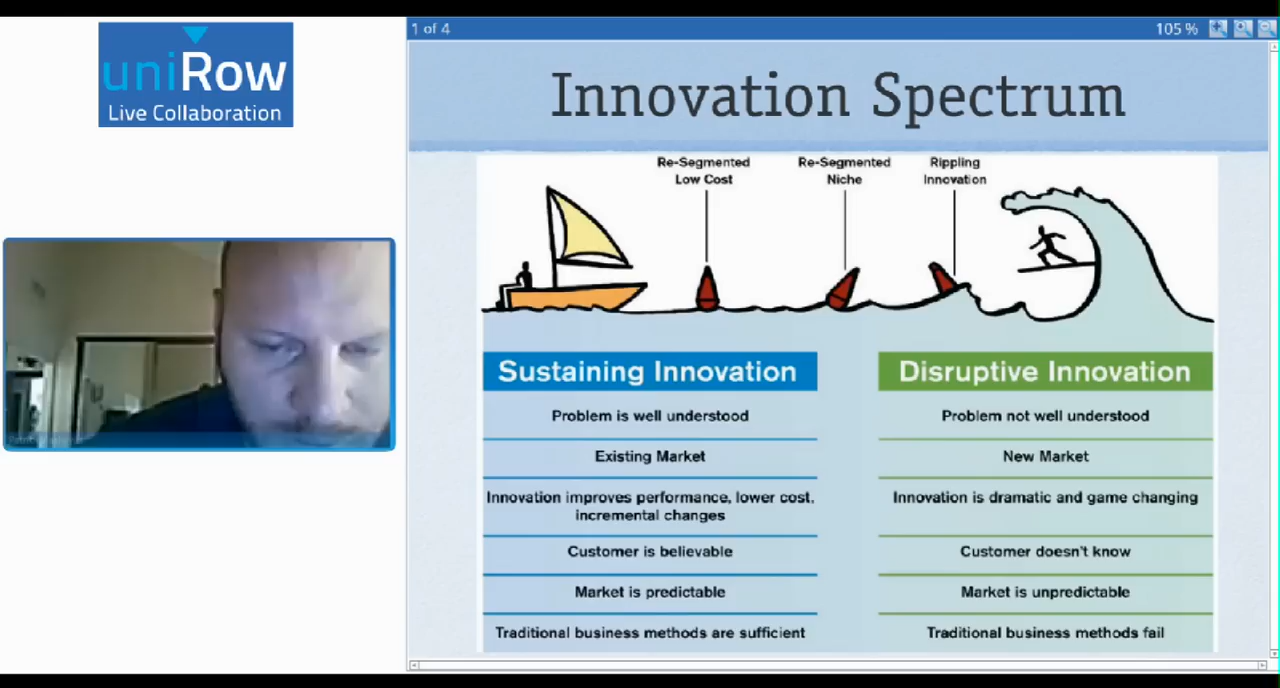 uniRow
Live Collaboration
1 of 4
105 %
Innovation Spectrum
Re-Segmented
Low Cost
Re-Segmented
Niche
Rippling
Innovation
Sustaining Innovation
Problem is well understood
Existing Market
Innovation improves performance, lower cost,
incremental changes
Customer is believable
Market is predictable
Traditional business methods are sufficient
Disruptive Innovation
Problem not well understood
New Market
Innovation is dramatic and game changing
Customer doesn't know
Market is unpredictable
Traditional business methods fail